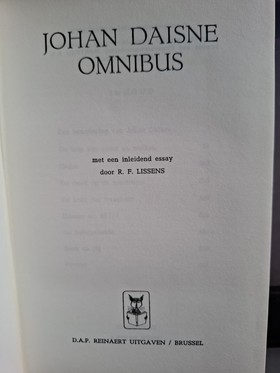 JOHAN DAISNE
OMNIBUS
met een inleidend essay
door R. F. LISSENS
D.A.P. REINAERT UITGAVEN / BRUSSEL